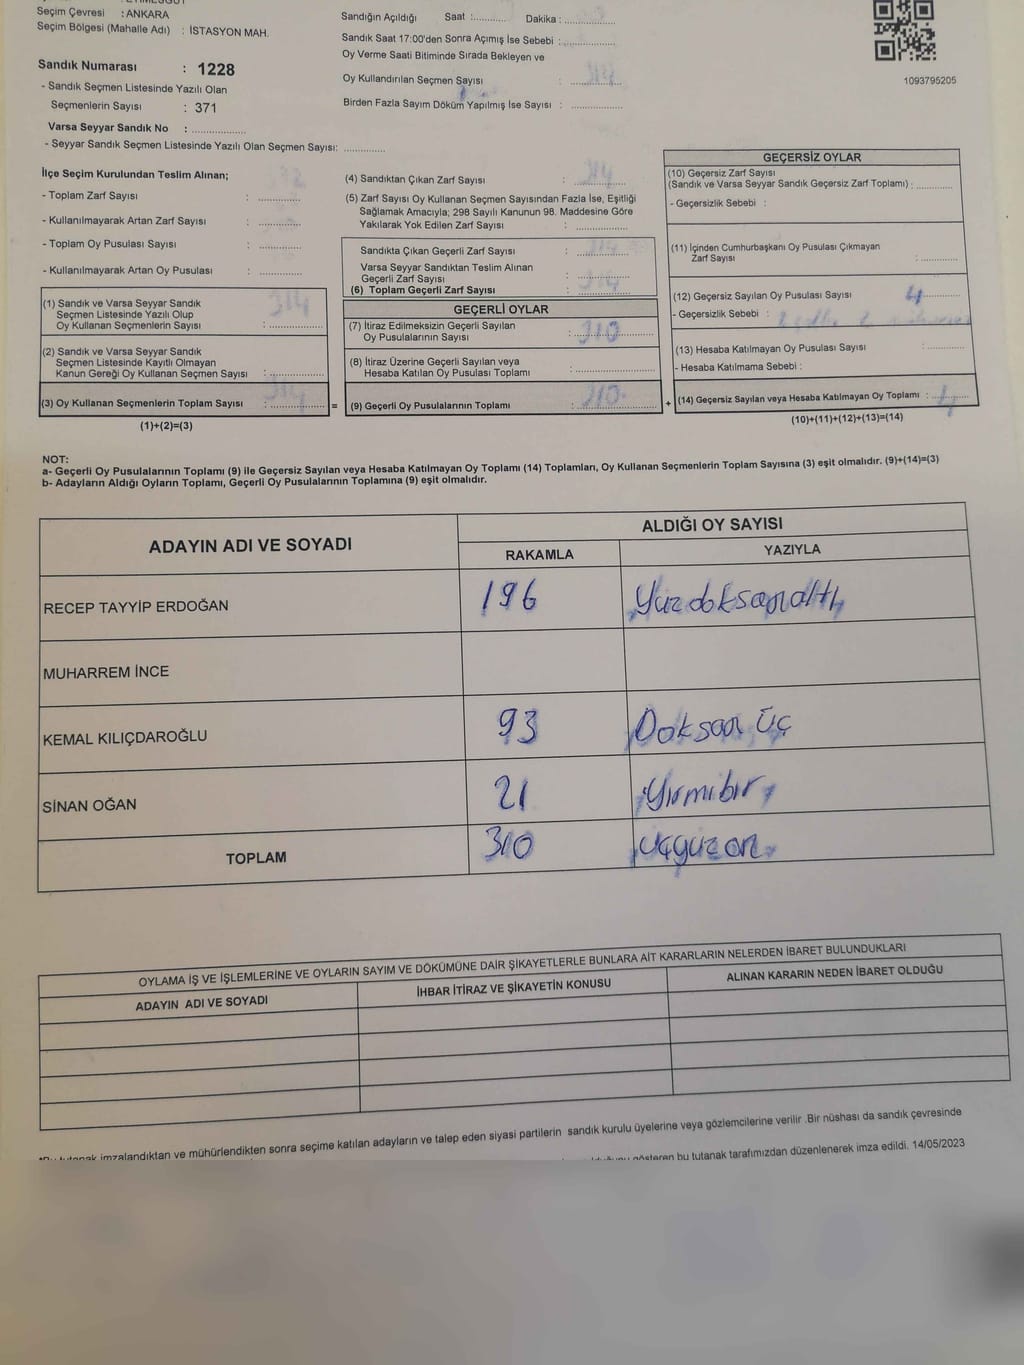 Seçim Çevresi : ANKARA
Seçim Bölgesi (Mahalle Adı) : İSTASYON MAH.
Sandık Numarası : 1228
- Sandık Seçmen Listesinde Yazılı Olan
Seçmenlerin Sayısı : 371
Varsa Seyyar Sandık No : ..................
- Seyyar Sandık Seçmen Listesinde Yazılı Olan Seçmen Sayısı: .............
Sandığın Açıldığı Saat :........... Dakika : ................
Sandık Saat 17:00'den Sonra Açımış İse Sebebi : ................
Oy Verme Saati Bitiminde Sırada Bekleyen ve
Oy Kullandırılan Seçmen Sayısı : 314
Birden Fazla Sayım Döküm Yapılmış İse Sayısı : ................
1093795205
İlçe Seçim Kurulundan Teslim Alınan;
- Toplam Zarf Sayısı : .............
- Kullanılmayarak Artan Zarf Sayısı : .............
- Toplam Oy Pusulası Sayısı : .............
- Kullanılmayarak Artan Oy Pusulası : .............
(1) Sandık ve Varsa Seyyar Sandık
Seçmen Listesinde Yazılı Olup
Oy Kullanan Seçmenlerin Sayısı : 314
(2) Sandık ve Varsa Seyyar Sandık
Seçmen Listesinde Kayıtlı Olmayan
Kanun Gereği Oy Kullanan Seçmen Sayısı : .............
(3) Oy Kullanan Seçmenlerin Toplam Sayısı : 314 =
(1)+(2)=(3)
(4) Sandıktan Çıkan Zarf Sayısı : 314
(5) Zarf Sayısı Oy Kullanan Seçmen Sayısından Fazla İse, Eşitliği
Sağlamak Amacıyla; 298 Sayılı Kanunun 98. Maddesine Göre
Yakılarak Yok Edilen Zarf Sayısı : .............
Sandıkta Çıkan Geçerli Zarf Sayısı : 314
Varsa Seyyar Sandıktan Teslim Alınan
Geçerli Zarf Sayısı : .............
(6) Toplam Geçerli Zarf Sayısı : 314
GEÇERLİ OYLAR
(7) İtiraz Edilmeksizin Geçerli Sayılan
Oy Pusulalarının Sayısı : 310
(8) İtiraz Üzerine Geçerli Sayılan veya
Hesaba Katılan Oy Pusulası Toplamı : .............
(9) Geçerli Oy Pusulalarının Toplamı : 310 +
GEÇERSİZ OYLAR
(10) Geçersiz Zarf Sayısı
(Sandık ve Varsa Seyyar Sandık Geçersiz Zarf Toplamı) : .............
- Geçersizlik Sebebi :
(11) İçinden Cumhurbaşkanı Oy Pusulası Çıkmayan
Zarf Sayısı : .............
(12) Geçersiz Sayılan Oy Pusulası Sayısı : 4
- Geçersizlik Sebebi :
(13) Hesaba Katılmayan Oy Pusulası Sayısı : .............
- Hesaba Katılmama Sebebi :
(14) Geçersiz Sayılan veya Hesaba Katılmayan Oy Toplamı : 4
(10)+(11)+(12)+(13)=(14)
NOT:
a- Geçerli Oy Pusulalarının Toplamı (9) ile Geçersiz Sayılan veya Hesaba Katılmayan Oy Toplamı (14) Toplamları, Oy Kullanan Seçmenlerin Toplam Sayısına (3) eşit olmalıdır. (9)+(14)=(3)
b- Adayların Aldığı Oyların Toplamı, Geçerli Oy Pusulalarının Toplamına (9) eşit olmalıdır.
ADAYIN ADI VE SOYADI ALDIĞI OY SAYISI
RAKAMLA YAZIYLA
RECEP TAYYİP ERDOĞAN 196 Yüzdoksanaltı
MUHARREM İNCE
KEMAL KILIÇDAROĞLU 93 Doksan üç
SİNAN OĞAN 21 Yirmibir
TOPLAM 310 üçyüzon
OYLAMA İŞ VE İŞLEMLERİNE VE OYLARIN SAYIM VE DÖKÜMÜNE DAİR ŞİKAYETLERLE BUNLARA AİT KARARLARIN NELERDEN İBARET BULUNDUKLARI
ADAYIN ADI VE SOYADI İHBAR İTİRAZ VE ŞİKAYETİN KONUSU ALINAN KARARIN NEDEN İBARET OLDUĞU
imzalandıktan ve mühürlendikten sonra seçime katılan adayların ve talep eden siyasi partilerin sandık kurulu üyelerine veya gözlemcilerine verilir .Bir nüshası da sandık çevresinde
gösteren bu tutanak tarafımızdan düzenlenerek imza edildi. 14/05/2023